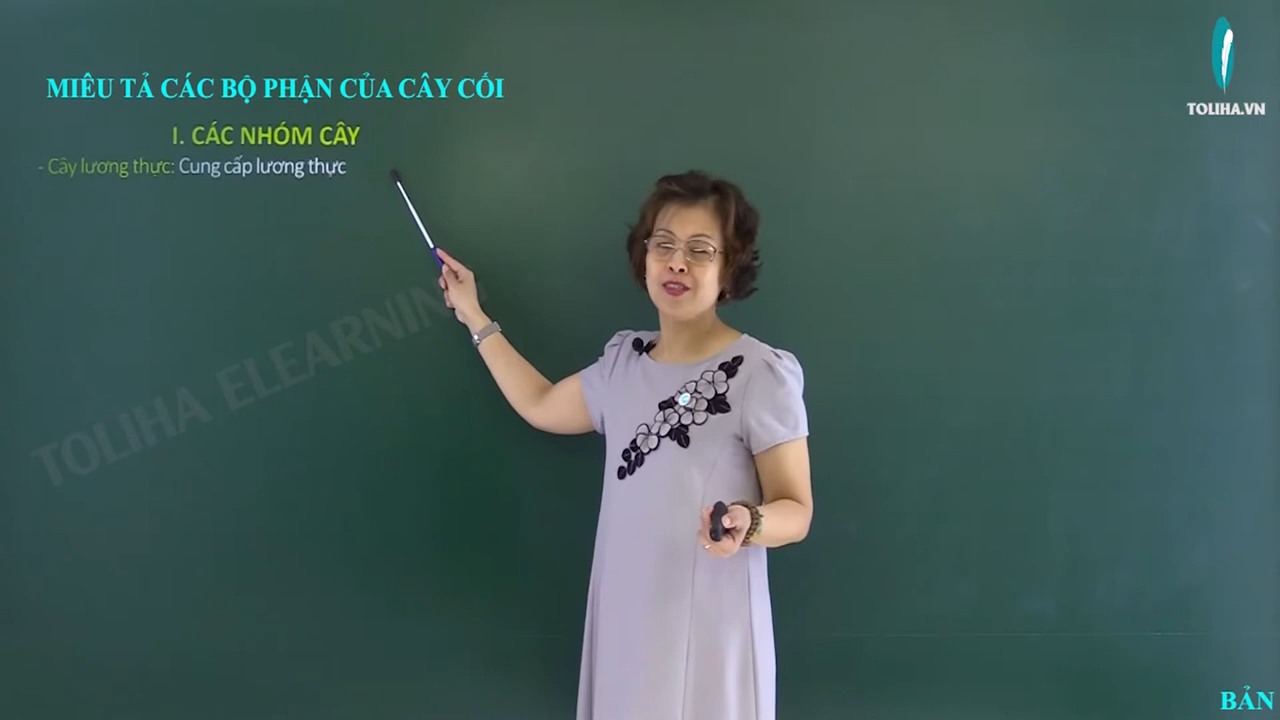 MIÊU TẢ CÁC BỘ PHẬN CỦA CÂY CỐI
TOLIHA.VN
I. CÁC NHÓM CÂY
- Cây lương thực: Cung cấp lương thực
TOLIHA ELEARNIN
BẢN